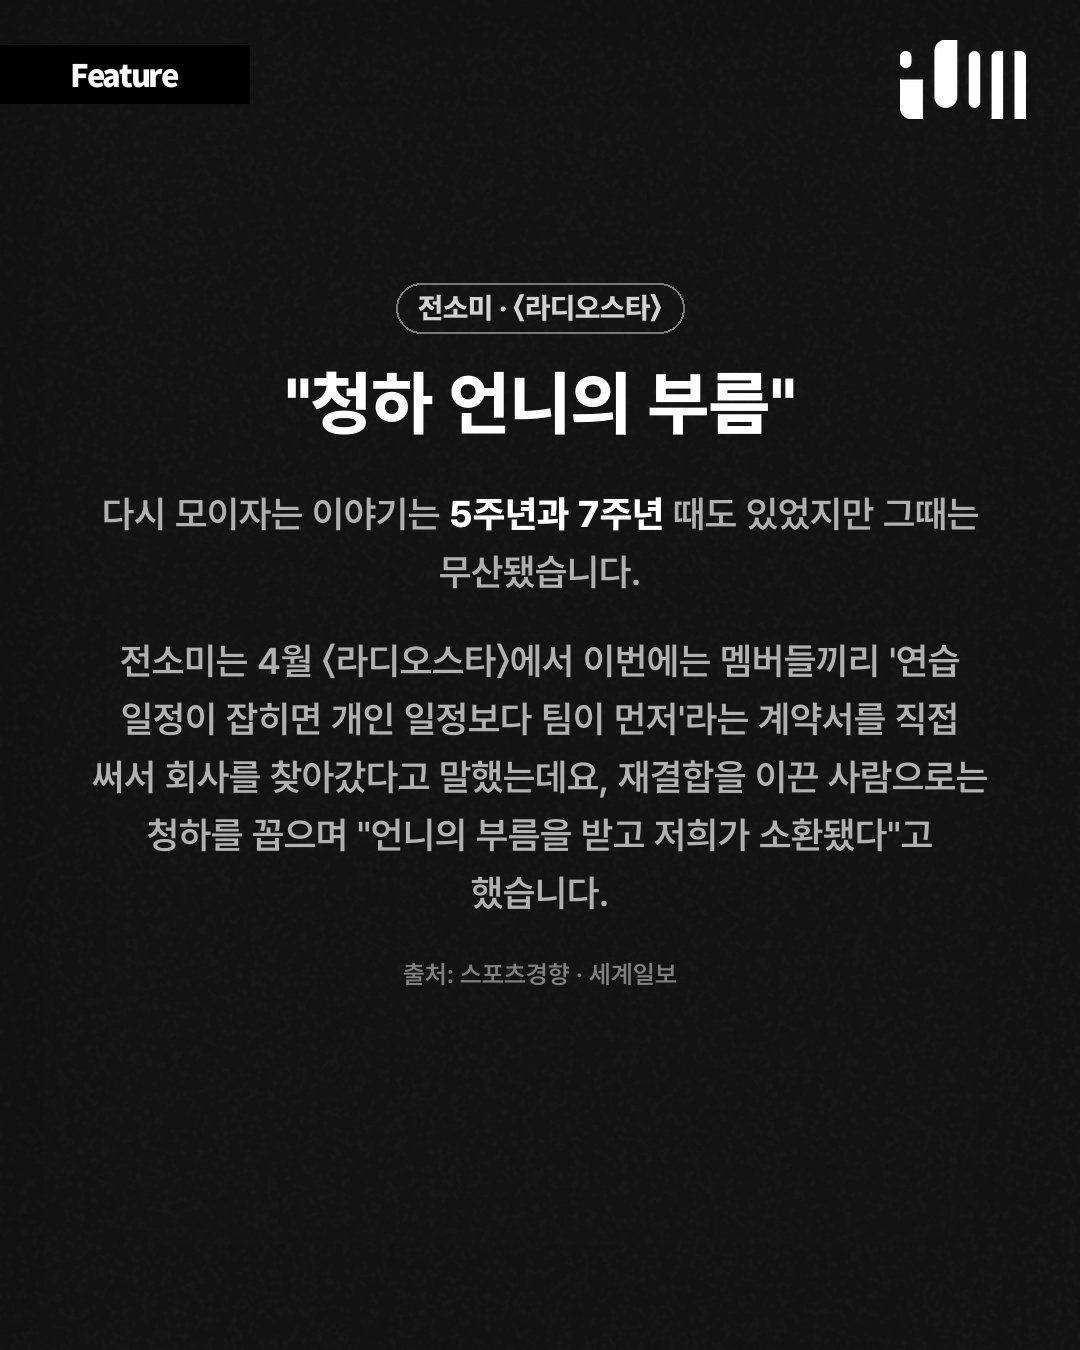 Feature
전소미 · 〈라디오스타〉
"청하 언니의 부름"
다시 모이자는 이야기는 5주년과 7주년 때도 있었지만 그때는
무산됐습니다.
전소미는 4월 〈라디오스타〉에서 이번에는 멤버들끼리 '연습
일정이 잡히면 개인 일정보다 팀이 먼저'라는 계약서를 직접
써서 회사를 찾아갔다고 말했는데요, 재결합을 이끈 사람으로는
청하를 꼽으며 "언니의 부름을 받고 저희가 소환됐다"고
했습니다.
출처: 스포츠경향 · 세계일보